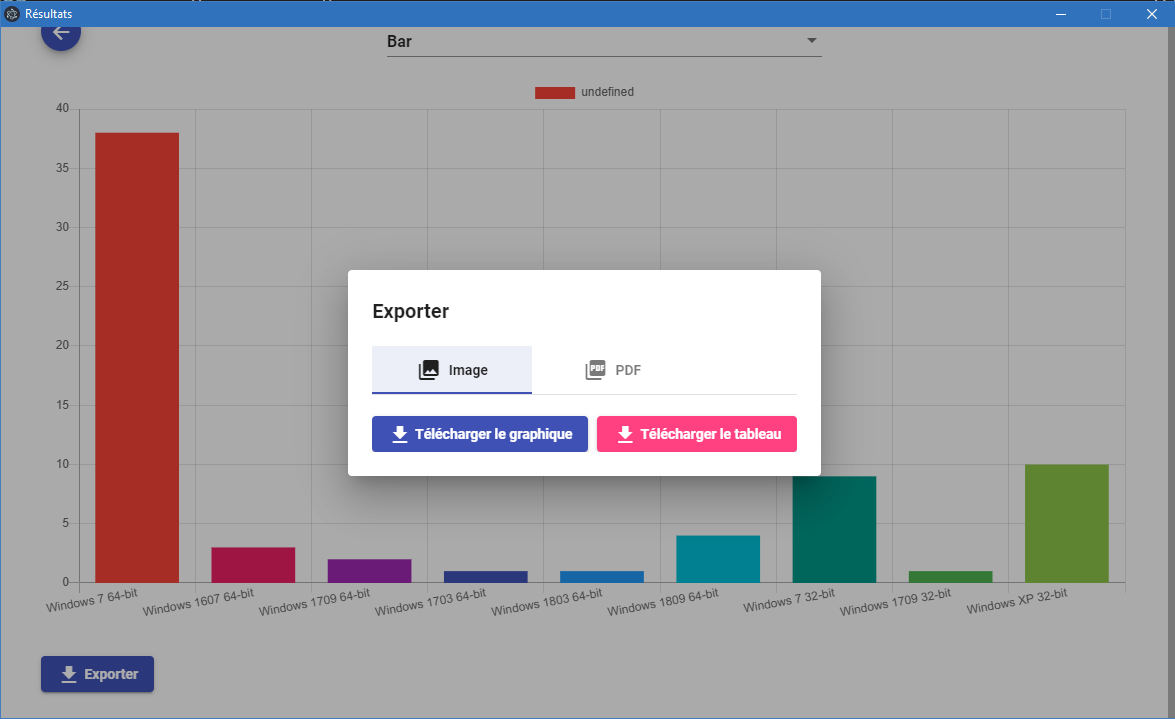 Résultats
Bar
undefined
40
35
30
25
20
15
10
5
0
Exporter
Image
PDF
Télécharger le graphique
Télécharger le tableau
Windows 7 64-bit
Windows 1607 64-bit
Windows 1709 64-bit
Windows 1703 64-bit
Windows 1803 64-bit
Windows 1809 64-bit
Windows 7 32-bit
Windows 1709 32-bit
Windows XP 32-bit
Exporter